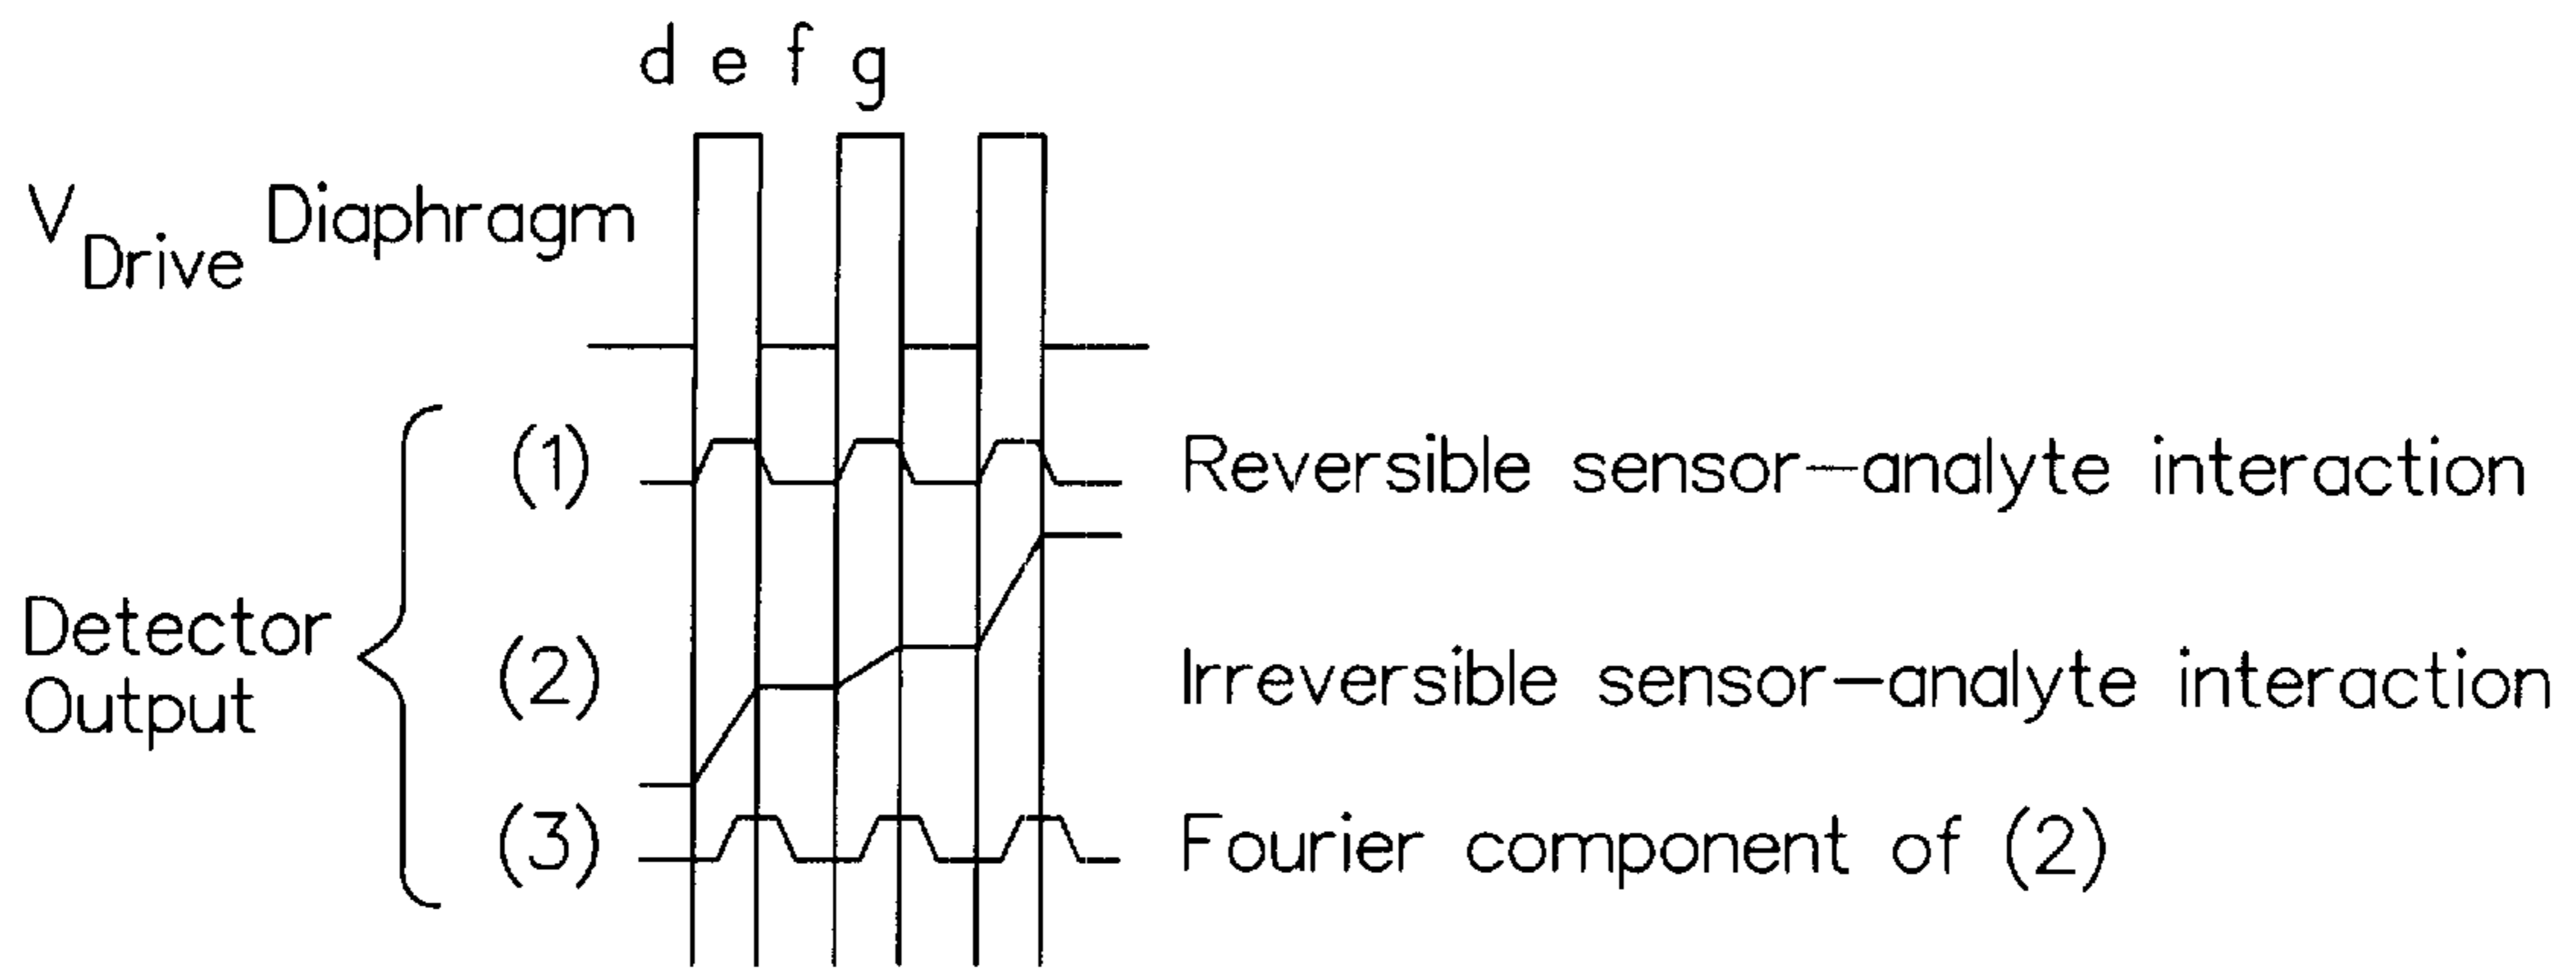 d e f g
V Drive Diaphragm
(1) Reversible sensor-analyte interaction
Detector
Output
(2) Irreversible sensor-analyte interaction
(3) Fourier component of (2)